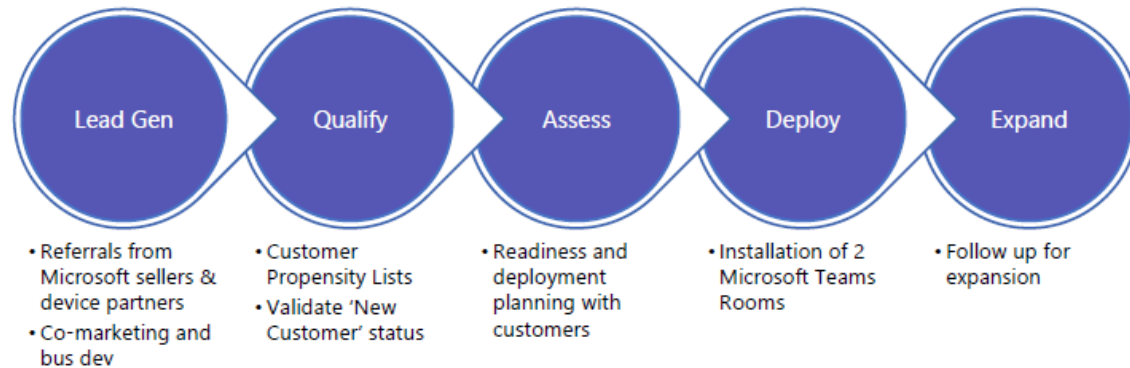 Lead Gen
Qualify
Assess
Deploy
Expand
• Referrals from
Microsoft sellers &
device partners
• Co-marketing and
bus dev
• Customer
Propensity Lists
• Validate ‘New
Customer’ status
• Readiness and
deployment
planning with
customers
• Installation of 2
Microsoft Teams
Rooms
• Follow up for
expansion